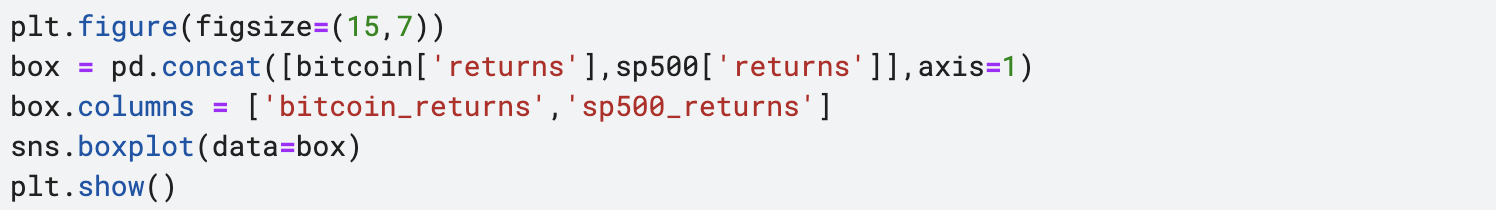 plt.figure(figsize=(15,7))
box = pd.concat([bitcoin['returns'],sp500['returns']],axis=1)
box.columns = ['bitcoin_returns','sp500_returns']
sns.boxplot(data=box)
plt.show()